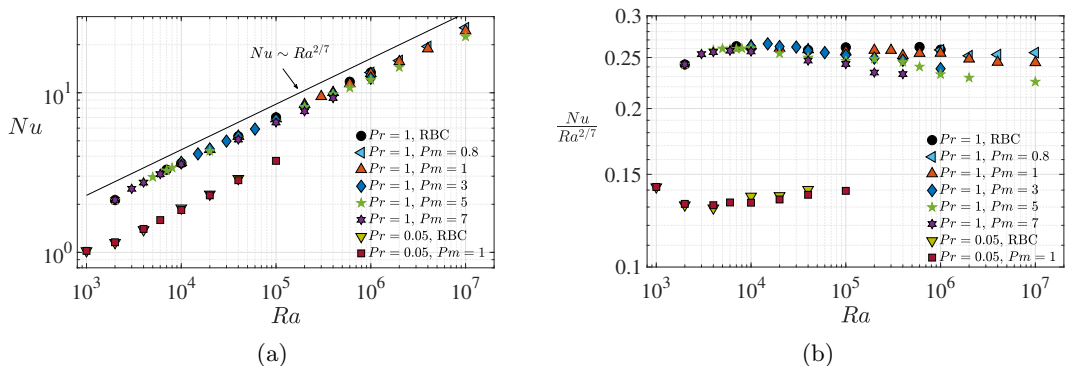 Nu ∼ Ra^{2/7}
10^1
Nu
10^0
Pr = 1, RBC
Pr = 1, Pm = 0.8
Pr = 1, Pm = 1
Pr = 1, Pm = 3
Pr = 1, Pm = 5
Pr = 1, Pm = 7
Pr = 0.05, RBC
Pr = 0.05, Pm = 1
10^3 10^4 10^5 10^6 10^7
Ra
(a)
0.3
0.26
0.2
Nu/Ra^{2/7}
0.14
0.1
Pr = 1, RBC
Pr = 1, Pm = 0.8
Pr = 1, Pm = 1
Pr = 1, Pm = 3
Pr = 1, Pm = 5
Pr = 1, Pm = 7
Pr = 0.05, RBC
Pr = 0.05, Pm = 1
10^3 10^4 10^5 10^6 10^7
Ra
(b)